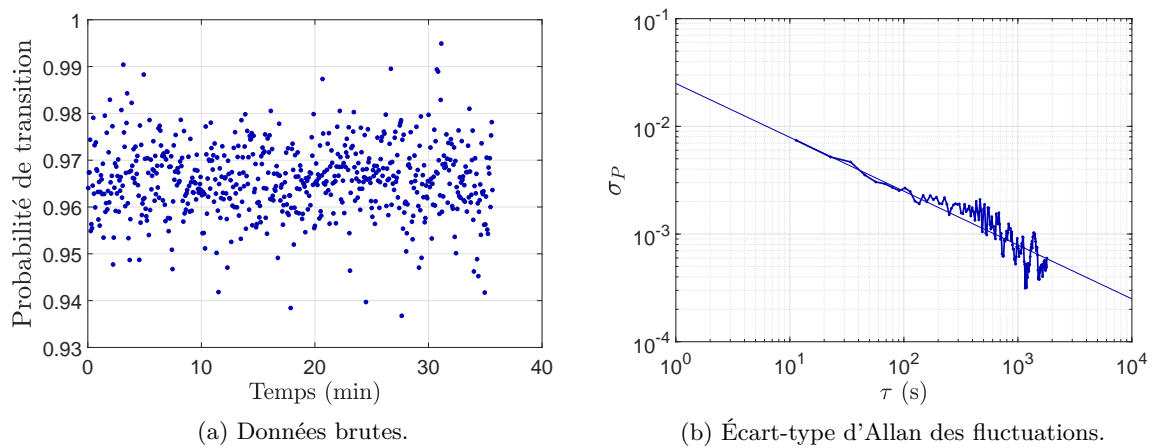 Probabilité de transition
1
0.99
0.98
0.97
0.96
0.95
0.94
0.93
0 10 20 30 40
Temps (min)
(a) Données brutes.
σ_P
10^-1
10^-2
10^-3
10^-4
10^0 10^1 10^2 10^3 10^4
τ (s)
(b) Écart-type d'Allan des fluctuations.